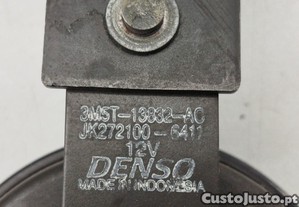 3M5T-13832-AC
JK272100-6411
12V
DENSO
MADE IN INDONESIA
CustoJusto.pt